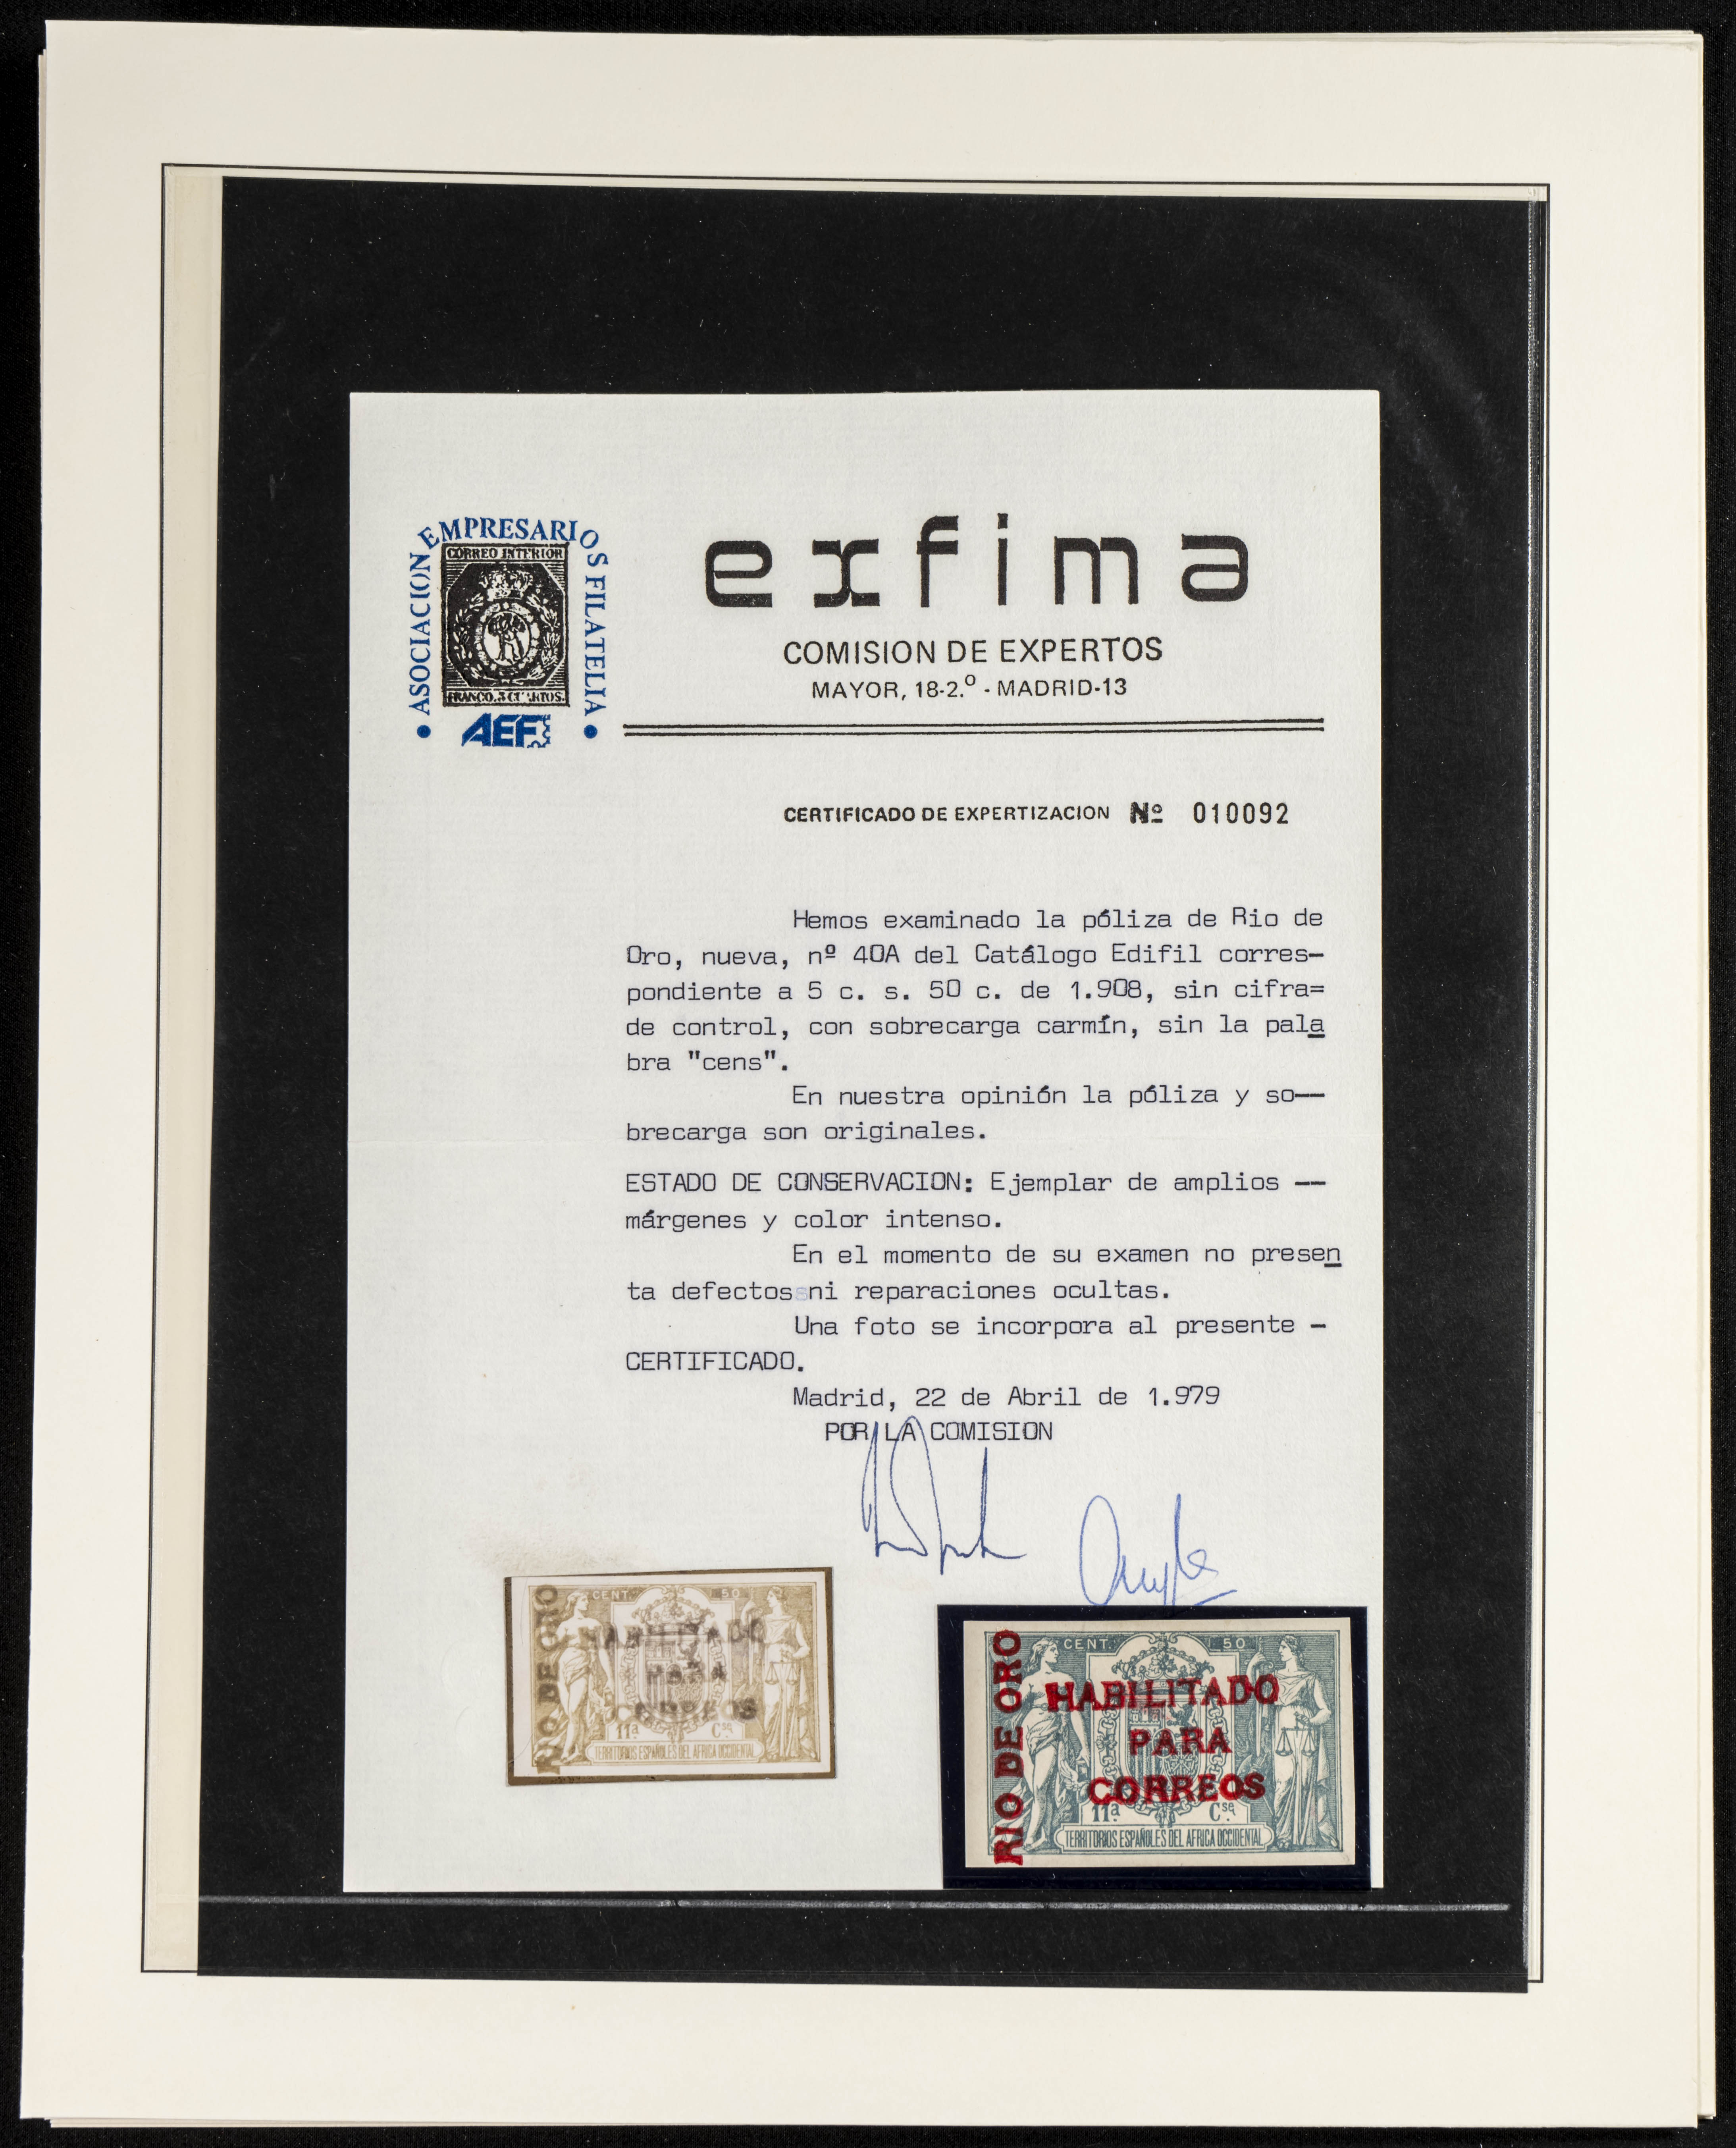 ASOCIACION EMPRESARIOS FILATELIA
CORREO INTERIOR
FRANCO. 3 CUARTOS.
AEF
exfima
COMISION DE EXPERTOS
MAYOR, 18-2.º - MADRID-13
CERTIFICADO DE EXPERTIZACION Nº 010092
Hemos examinado la póliza de Rio de
Oro, nueva, nº 40A del Catálogo Edifil corres-
pondiente a 5 c. s. 50 c. de 1.908, sin cifra=
de control, con sobrecarga carmín, sin la pala
bra "cens".
En nuestra opinión la póliza y so--
brecarga son originales.
ESTADO DE CONSERVACION: Ejemplar de amplios --
márgenes y color intenso.
En el momento de su examen no presen
ta defectos ni reparaciones ocultas.
Una foto se incorpora al presente -
CERTIFICADO.
Madrid, 22 de Abril de 1.979
POR LA COMISION
RIO DE ORO
CENT. 50
HABILITADO
PARA
CORREOS
11ª Cse
TERRITORIOS ESPAÑOLES DEL AFRICA OCCIDENTAL
RIO DE ORO
CENT. 50
HABILITADO
PARA
CORREOS
11ª Cse
TERRITORIOS ESPAÑOLES DEL AFRICA OCCIDENTAL